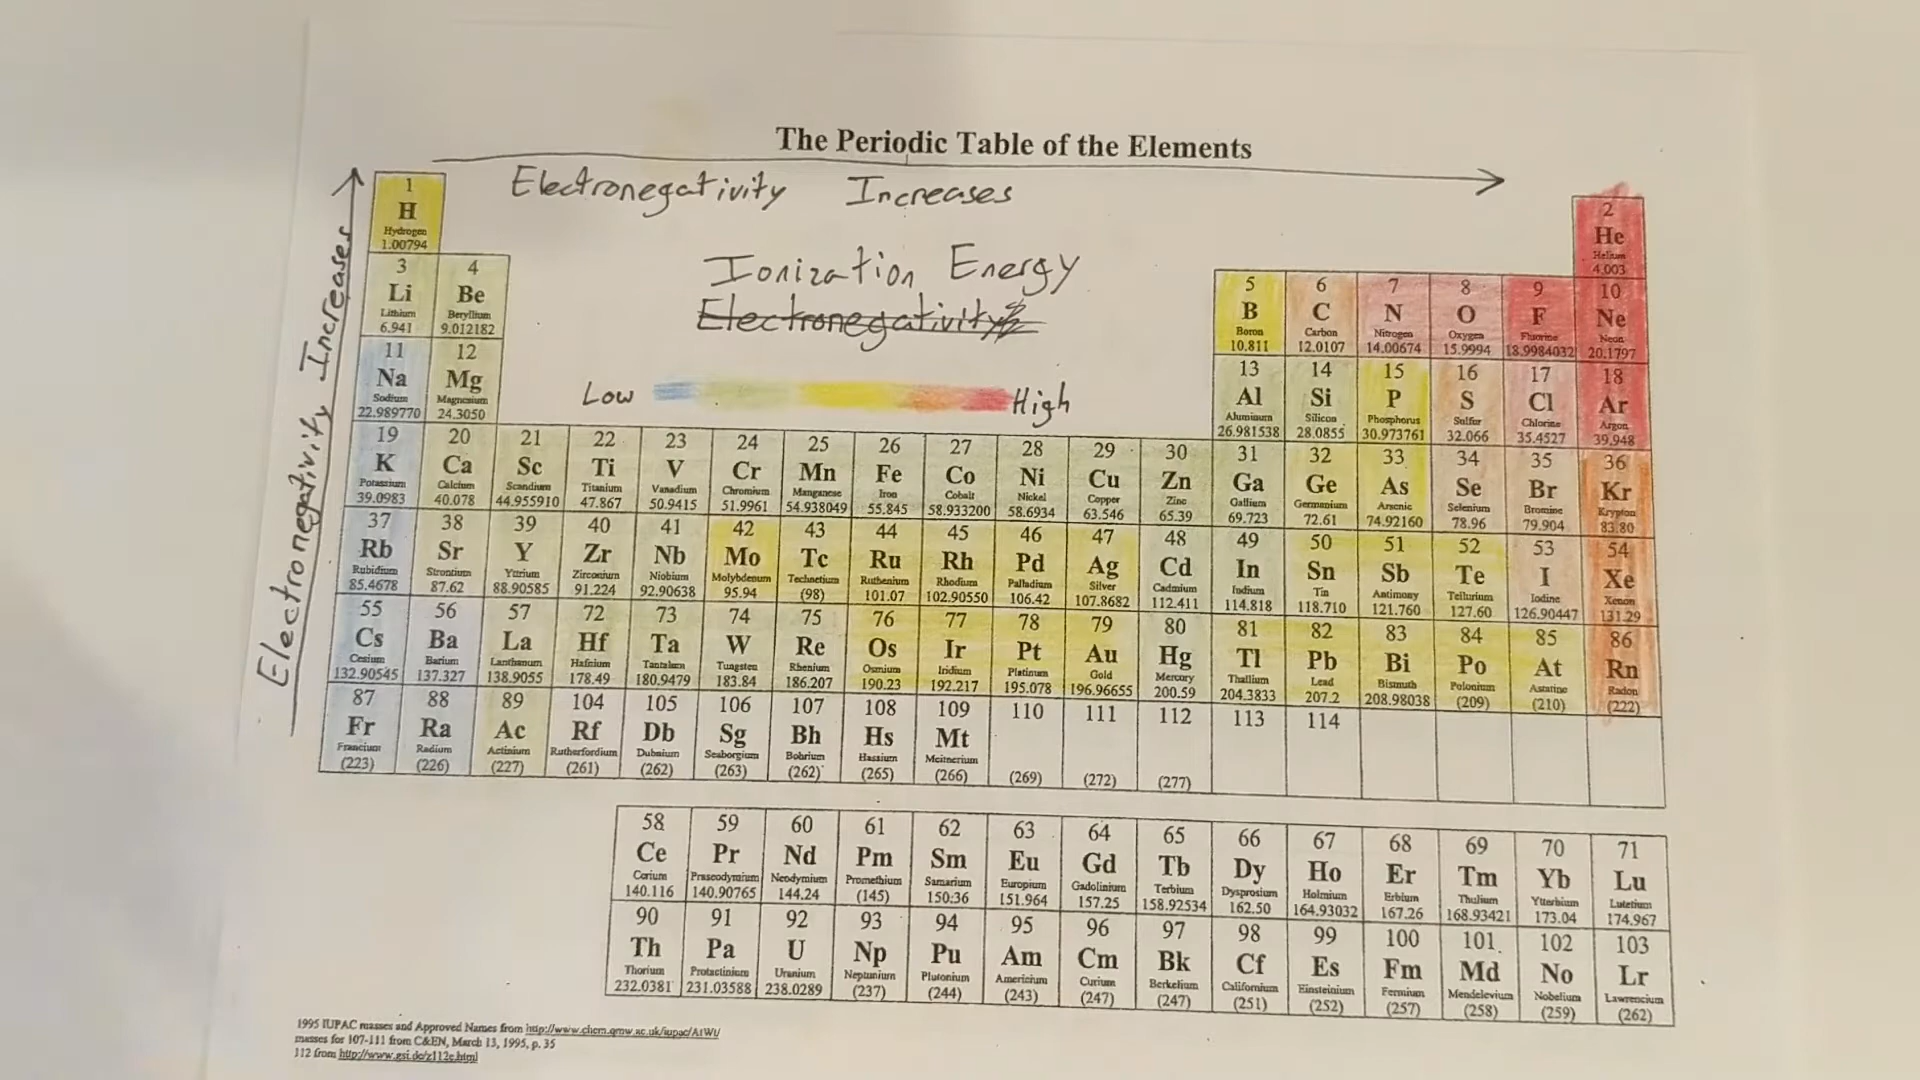 The Periodic Table of the Elements
Electronegativity Increases
Electronegativity Increases
Ionization Energy
Electronegativity
Low High
1 2
H He
Hydrogen Helium
1.00794 4.003
3 4 5 6 7 8 9 10
Li Be B C N O F Ne
Lithium Beryllium Boron Carbon Nitrogen Oxygen Fluorine Neon
6.941 9.012182 10.811 12.0107 14.00674 15.9994 18.9984032 20.1797
11 12 13 14 15 16 17 18
Na Mg Al Si P S Cl Ar
Sodium Magnesium Aluminum Silicon Phosphorus Sulfur Chlorine Argon
22.989770 24.3050 26.981538 28.0855 30.973761 32.066 35.4527 39.948
19 20 21 22 23 24 25 26 27 28 29 30 31 32 33 34 35 36
K Ca Sc Ti V Cr Mn Fe Co Ni Cu Zn Ga Ge As Se Br Kr
Potassium Calcium Scandium Titanium Vanadium Chromium Manganese Iron Cobalt Nickel Copper Zinc Gallium Germanium Arsenic Selenium Bromine Krypton
39.0983 40.078 44.955910 47.867 50.9415 51.9961 54.938049 55.845 58.933200 58.6934 63.546 65.39 69.723 72.61 74.92160 78.96 79.904 83.80
37 38 39 40 41 42 43 44 45 46 47 48 49 50 51 52 53 54
Rb Sr Y Zr Nb Mo Tc Ru Rh Pd Ag Cd In Sn Sb Te I Xe
Rubidium Strontium Yttrium Zirconium Niobium Molybdenum Technetium Ruthenium Rhodium Palladium Silver Cadmium Indium Tin Antimony Tellurium Iodine Xenon
85.4678 87.62 88.90585 91.224 92.90638 95.94 (98) 101.07 102.90550 106.42 107.8682 112.411 114.818 118.710 121.760 127.60 126.90447 131.29
55 56 57 72 73 74 75 76 77 78 79 80 81 82 83 84 85 86
Cs Ba La Hf Ta W Re Os Ir Pt Au Hg Tl Pb Bi Po At Rn
Cesium Barium Lanthanum Hafnium Tantalum Tungsten Rhenium Osmium Iridium Platinum Gold Mercury Thallium Lead Bismuth Polonium Astatine Radon
132.90545 137.327 138.9055 178.49 180.9479 183.84 186.207 190.23 192.217 195.078 196.96655 200.59 204.3833 207.2 208.98038 (209) (210) (222)
87 88 89 104 105 106 107 108 109 110 111 112 113 114
Fr Ra Ac Rf Db Sg Bh Hs Mt
Francium Radium Actinium Rutherfordium Dubnium Seaborgium Bohrium Hassium Meitnerium
(223) (226) (227) (261) (262) (263) (262) (265) (266) (269) (272) (277)
58 59 60 61 62 63 64 65 66 67 68 69 70 71
Ce Pr Nd Pm Sm Eu Gd Tb Dy Ho Er Tm Yb Lu
Cerium Praseodymium Neodymium Promethium Samarium Europium Gadolinium Terbium Dysprosium Holmium Erbium Thulium Ytterbium Lutetium
140.116 140.90765 144.24 (145) 150.36 151.964 157.25 158.92534 162.50 164.93032 167.26 168.93421 173.04 174.967
90 91 92 93 94 95 96 97 98 99 100 101 102 103
Th Pa U Np Pu Am Cm Bk Cf Es Fm Md No Lr
Thorium Protactinium Uranium Neptunium Plutonium Americium Curium Berkelium Californium Einsteinium Fermium Mendelevium Nobelium Lawrencium
232.0381 231.03588 238.0289 (237) (244) (243) (247) (247) (251) (252) (257) (258) (259) (262)
1995 IUPAC masses and Approved Names from http://www.chem.qmw.ac.uk/iupac/AtWt/
masses for 107-111 from C&EN, March 13, 1995, p. 35
112 from http://www.gsi.de/z112e.html